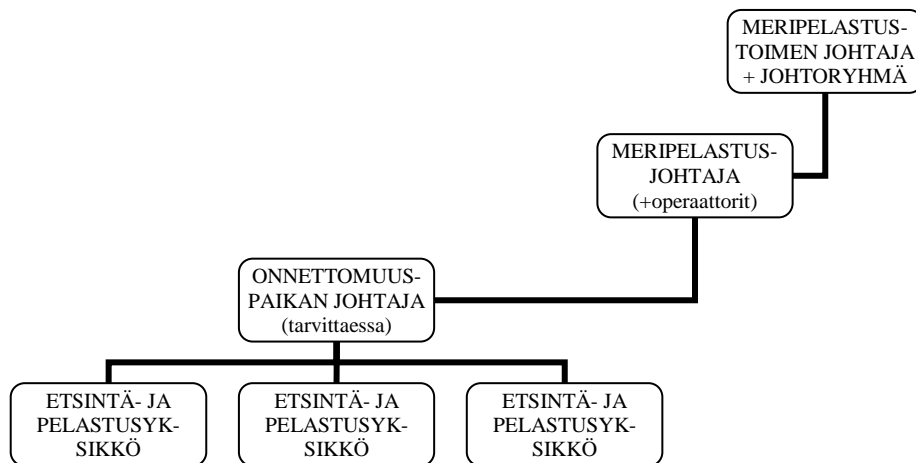 MERIPELASTUS-
TOIMEN JOHTAJA
+ JOHTORYHMÄ
MERIPELASTUS-
JOHTAJA
(+operaattorit)
ONNETTOMUUS-
PAIKAN JOHTAJA
(tarvittaessa)
ETSINTÄ- JA
PELASTUSYK-
SIKKÖ
ETSINTÄ- JA
PELASTUSYK-
SIKKÖ
ETSINTÄ- JA
PELASTUSYK-
SIKKÖ